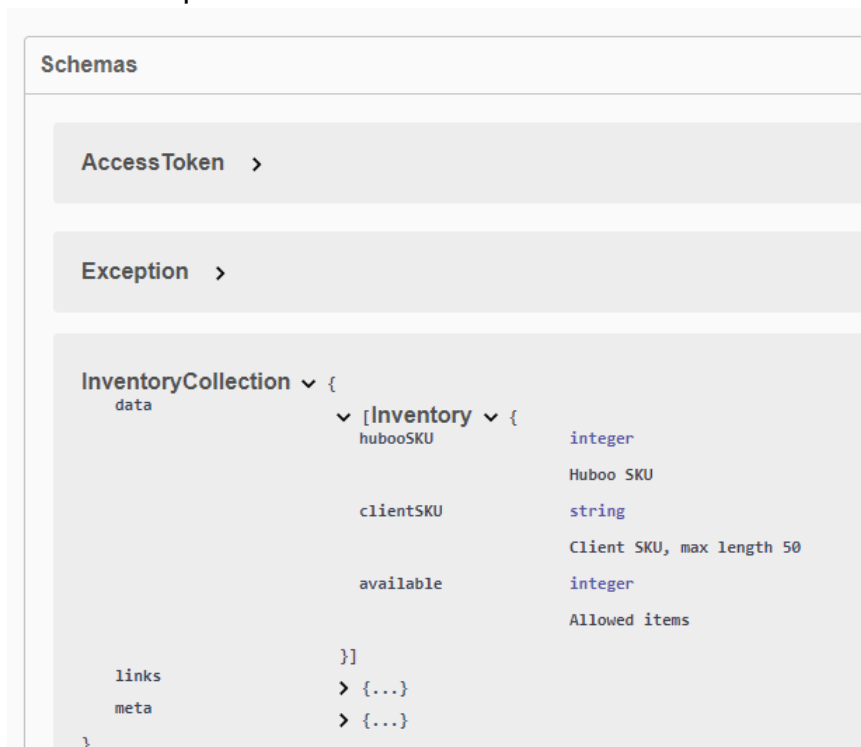 Schemas
AccessToken >
Exception >
InventoryCollection {
data
[Inventory {
hubooSKU integer
Huboo SKU
clientSKU string
Client SKU, max length 50
available integer
Allowed items
}]
links > {...}
meta > {...}
}